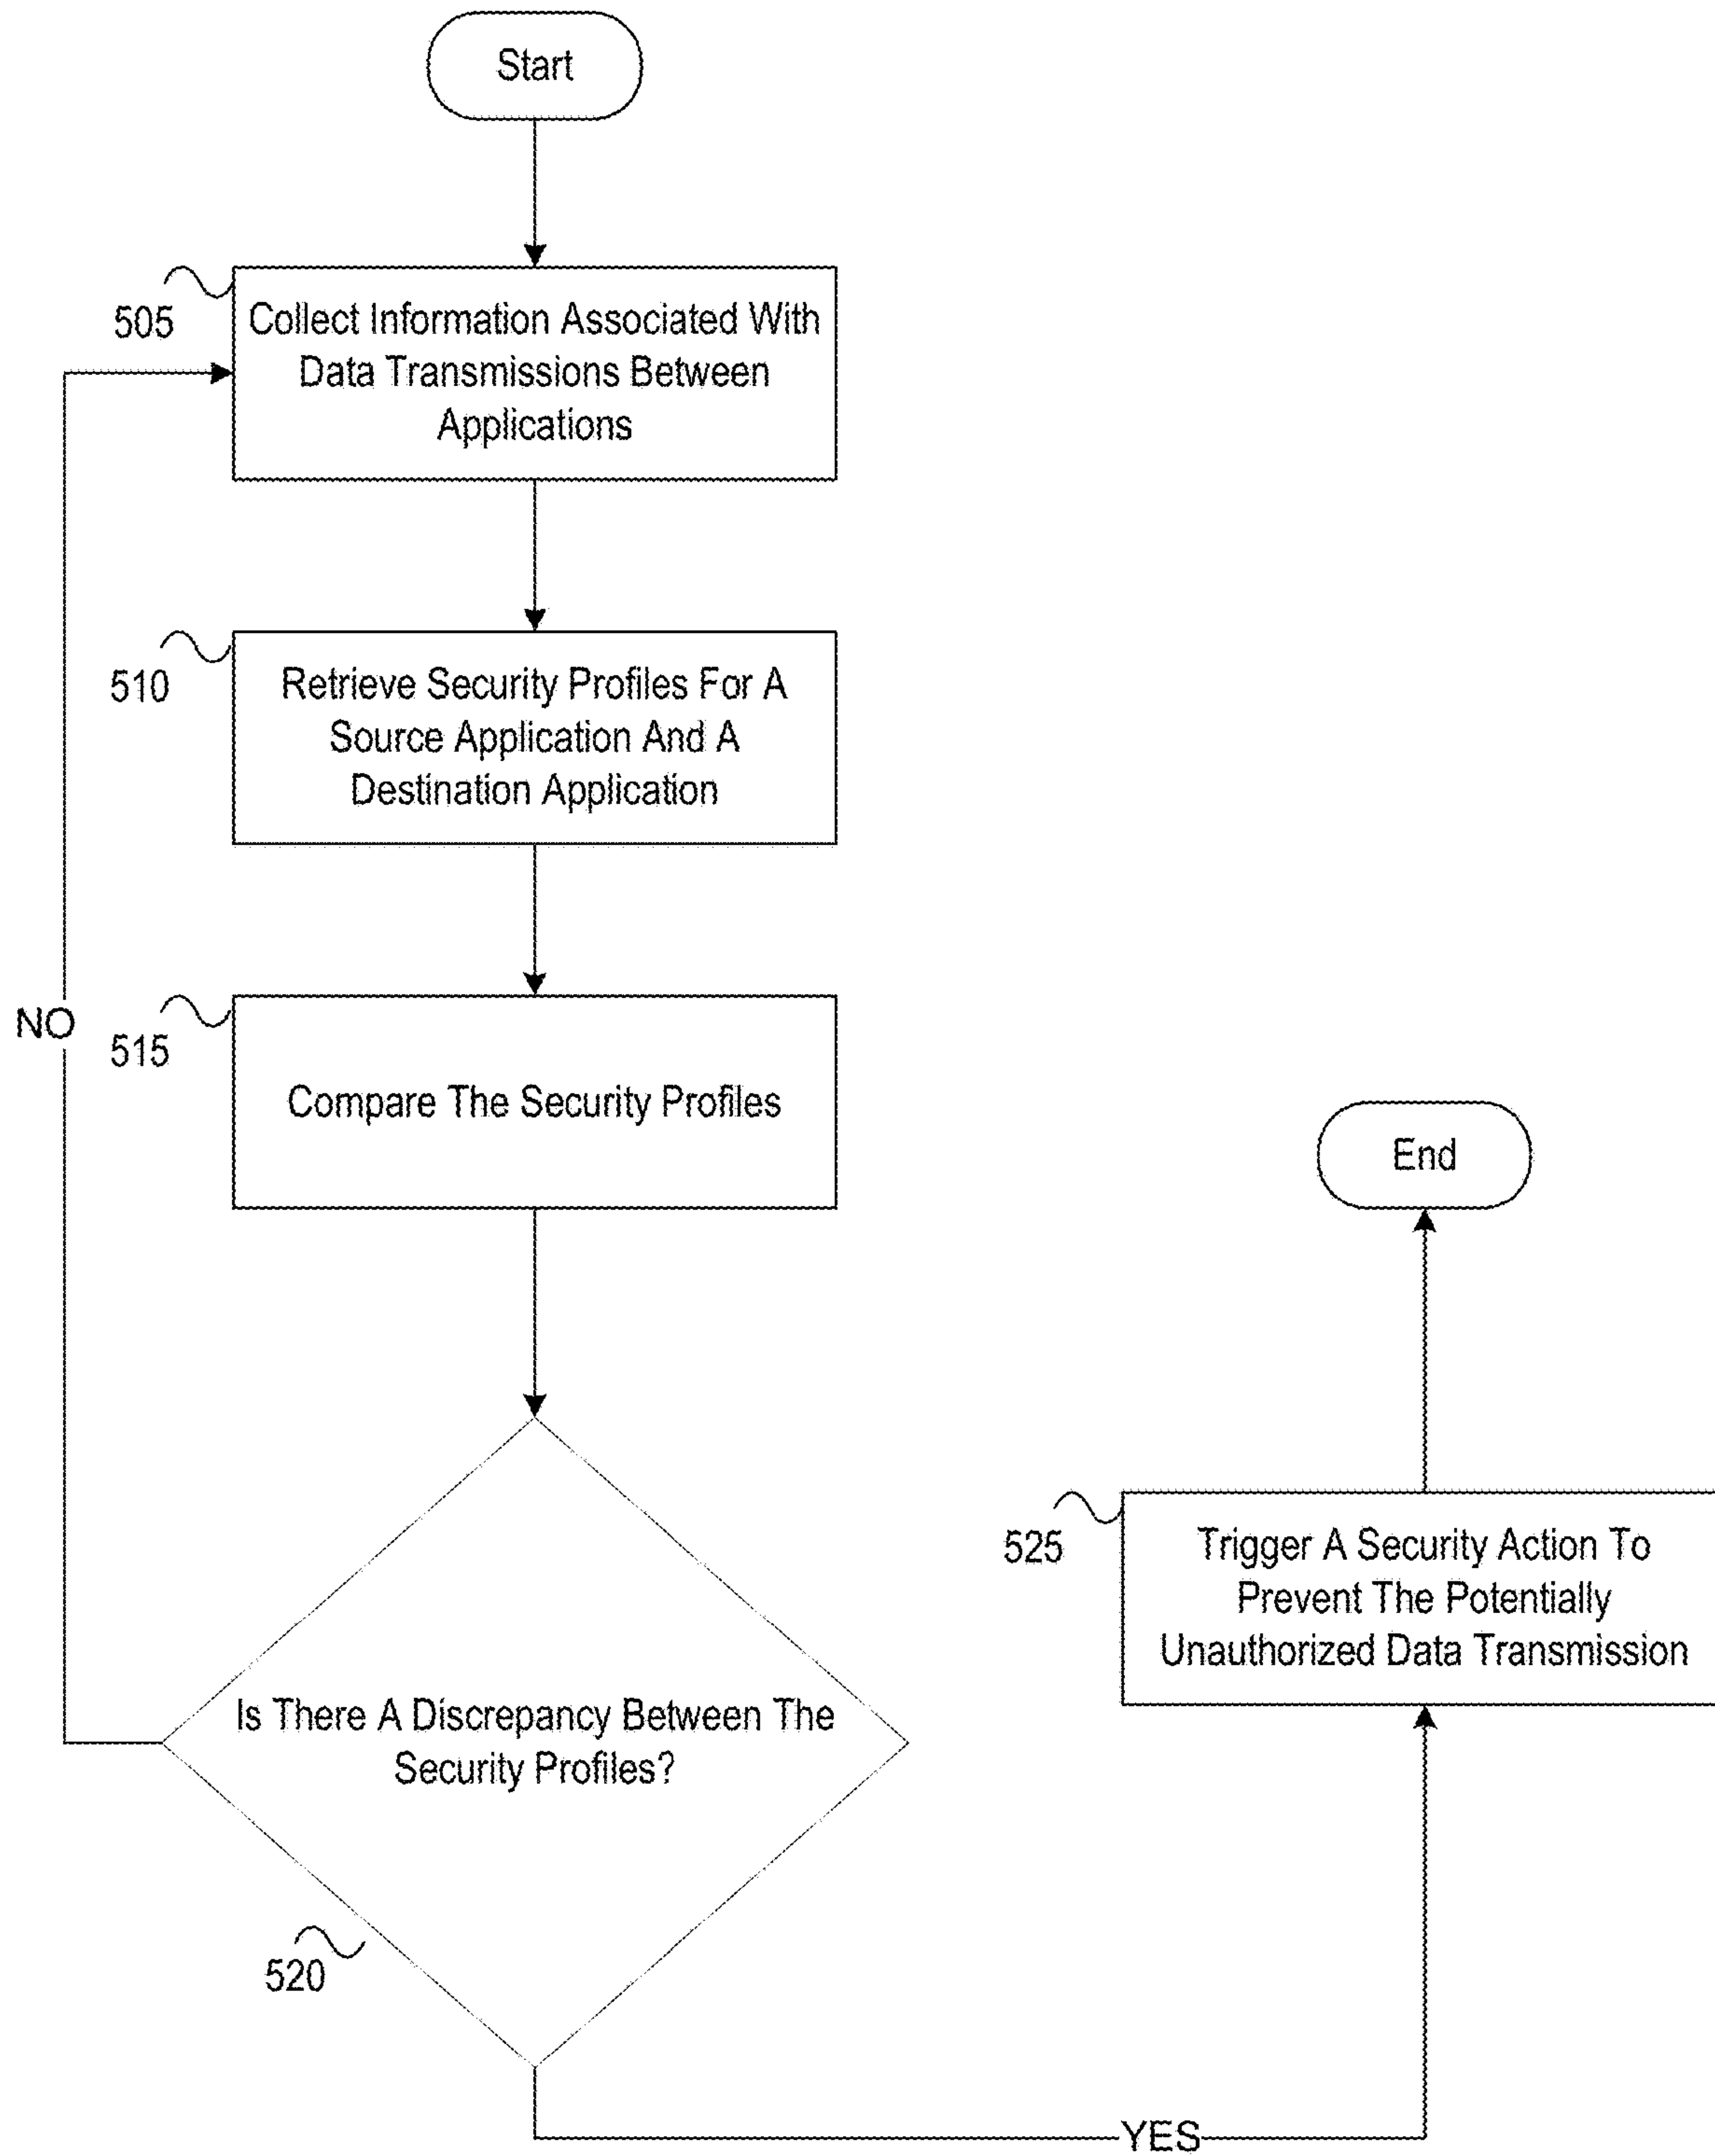 Start
505
Collect Information Associated With
Data Transmissions Between
Applications
510
Retrieve Security Profiles For A
Source Application And A
Destination Application
NO
515
Compare The Security Profiles
End
525
Trigger A Security Action To
Prevent The Potentially
Unauthorized Data Transmission
Is There A Discrepancy Between The
Security Profiles?
520
YES